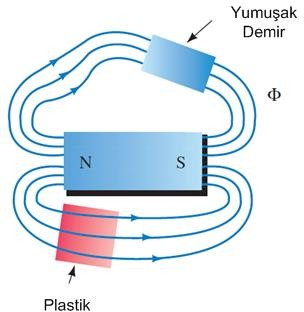 Yumuşak
Demir
Φ
N
S
Plastik